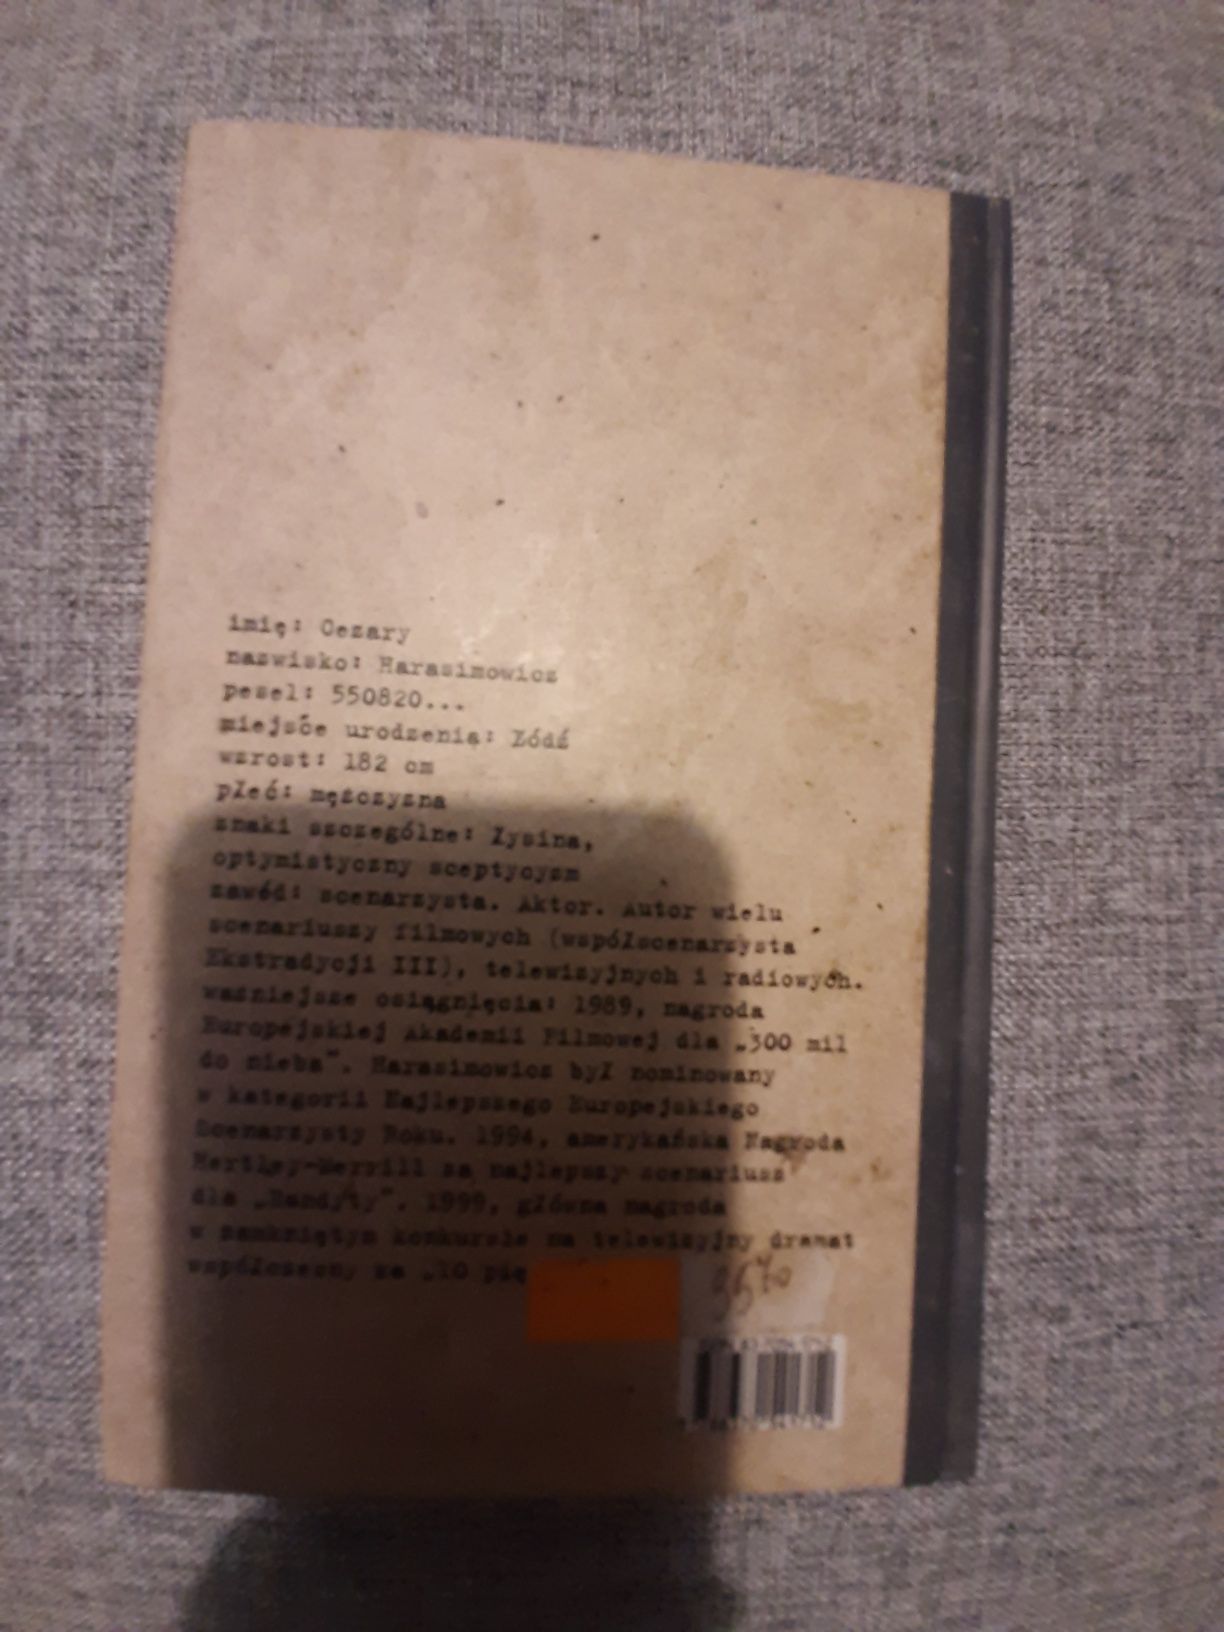 imię: Cezary
nazwisko: Harasimowicz
pesel: 550820...
miejsce urodzenia: Łódź
wzrost: 182 cm
płeć: mężczyzna
znaki szczególne: łysina,
optymistyczny sceptycyzm
zawód: scenarzysta. Aktor. Autor wielu
scenariuszy filmowych (współscenarzysta
Ekstradycji III), telewizyjnych i radiowych.
ważniejsze osiągnięcia: 1989, nagroda
Europejskiej Akademii Filmowej dla „300 mil
do nieba". Harasimowicz był nominowany
w kategorii Najlepszego Europejskiego
Scenarzysty Roku. 1994, amerykańska Nagroda
Hartley-Merrill za najlepszy scenariusz
dla „Bandyty". 1999, główna nagroda
w zamkniętym konkursie na telewizyjny dramat
współczesny za „10 pię